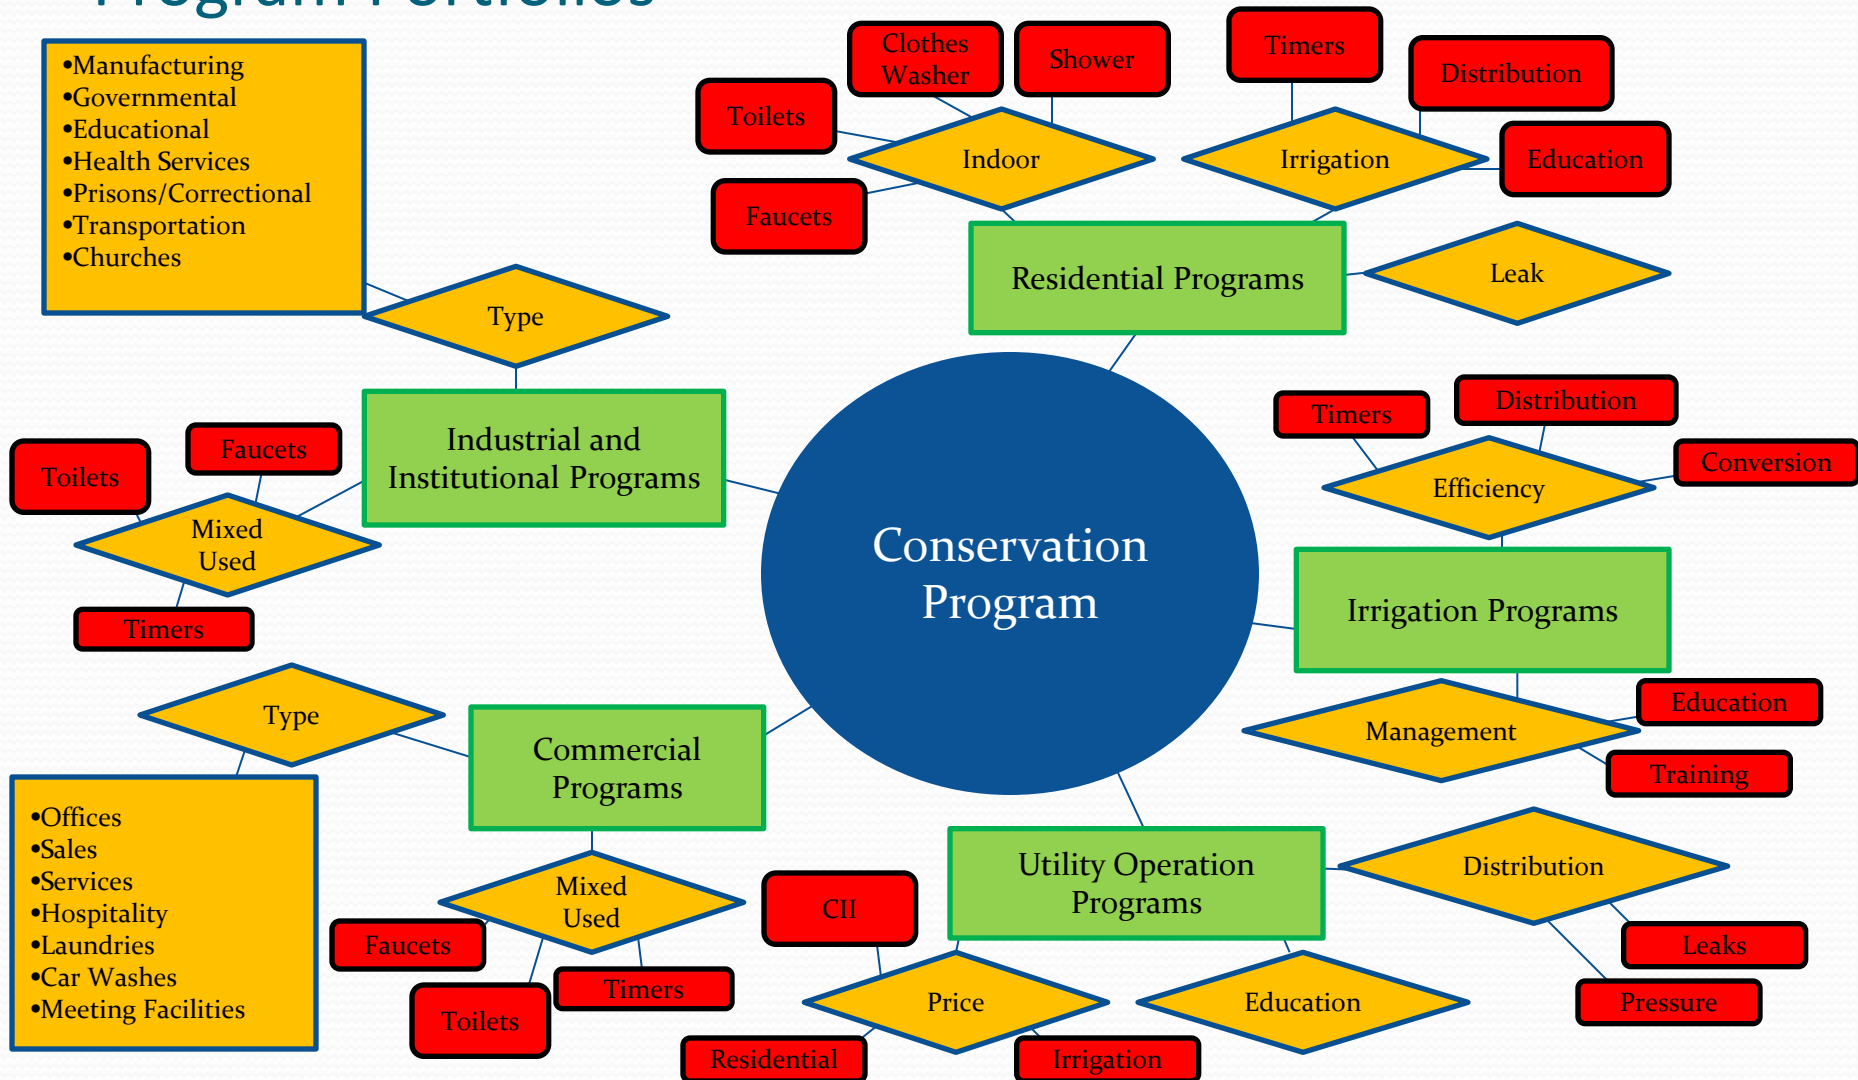 Program Portfolios
•Manufacturing
•Governmental
•Educational
•Health Services
•Prisons/Correctional
•Transportation
•Churches
Type
Industrial and
Institutional Programs
Toilets
Faucets
Mixed
Used
Timers
Clothes
Washer
Shower
Toilets
Indoor
Faucets
Timers
Distribution
Irrigation
Education
Residential Programs
Leak
Conservation
Program
Timers
Distribution
Conversion
Efficiency
Irrigation Programs
Management
Education
Training
Type
Commercial
Programs
•Offices
•Sales
•Services
•Hospitality
•Laundries
•Car Washes
•Meeting Facilities
Mixed
Used
Faucets
Timers
Toilets
Utility Operation
Programs
CII
Price
Residential
Irrigation
Education
Distribution
Leaks
Pressure